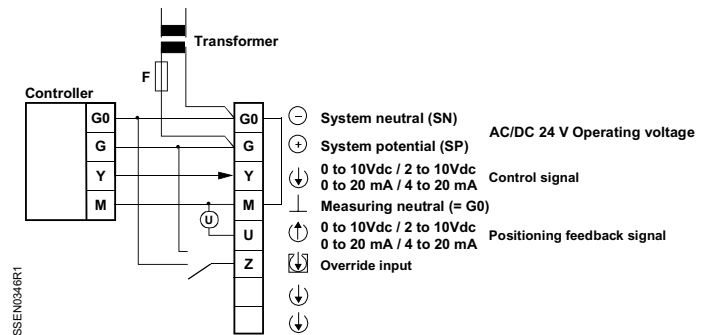 Transformer
F
Controller
G0
G0
System neutral (SN)
AC/DC 24 V Operating voltage
G
G
System potential (SP)
Y
Y
0 to 10Vdc / 2 to 10Vdc
0 to 20 mA / 4 to 20 mA
Control signal
M
M
Measuring neutral (= G0)
U
U
0 to 10Vdc / 2 to 10Vdc
0 to 20 mA / 4 to 20 mA
Positioning feedback signal
Z
Override input
SSEN0346R1